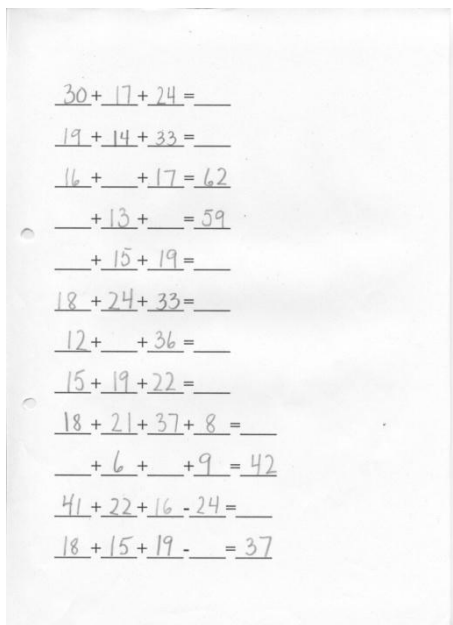 30 + 17 + 24 = ___
19 + 14 + 33 = ___
16 + ___ + 17 = 62
___ + 13 + ___ = 59
___ + 15 + 19 = ___
18 + 24 + 33 = ___
12 + ___ + 36 = ___
15 + 19 + 22 = ___
18 + 21 + 37 + 8 = ___
___ + 6 + ___ + 9 = 42
41 + 22 + 16 - 24 = ___
18 + 15 + 19 - ___ = 37